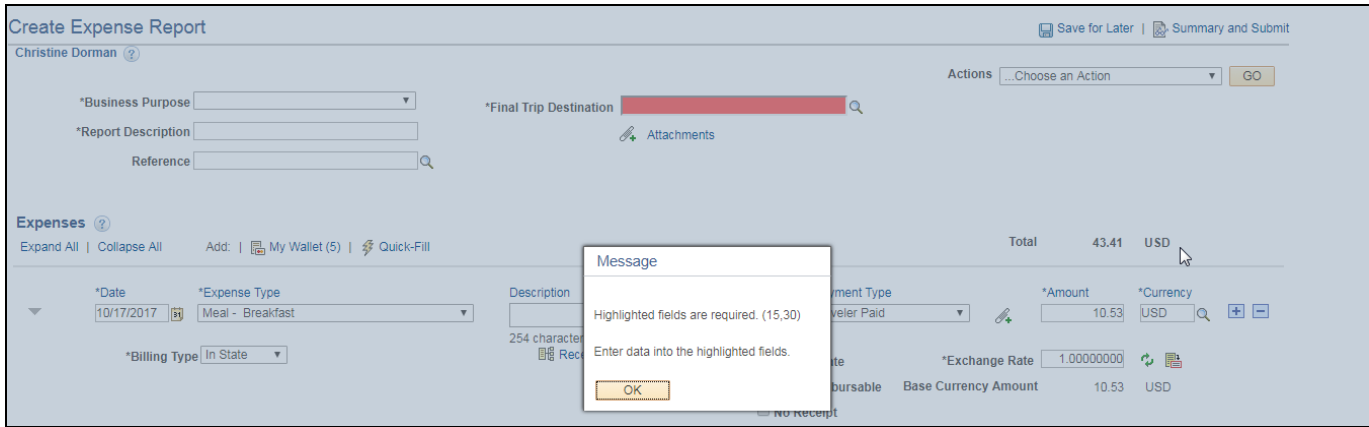 Create Expense Report
Save for Later | Summary and Submit
Christine Dorman
Actions ...Choose an Action GO
*Business Purpose
*Final Trip Destination
*Report Description
Attachments
Reference
Expenses
Expand All | Collapse All Add: | My Wallet (5) | Quick-Fill
Total 43.41 USD
Message
*Date *Expense Type Description yment Type *Amount *Currency
10/17/2017 Meal - Breakfast veler Paid 10.53 USD
Highlighted fields are required. (15,30)
254 character
*Billing Type In State Rece
Enter data into the highlighted fields.
te *Exchange Rate 1.00000000
OK
bursable Base Currency Amount 10.53 USD
No Receipt